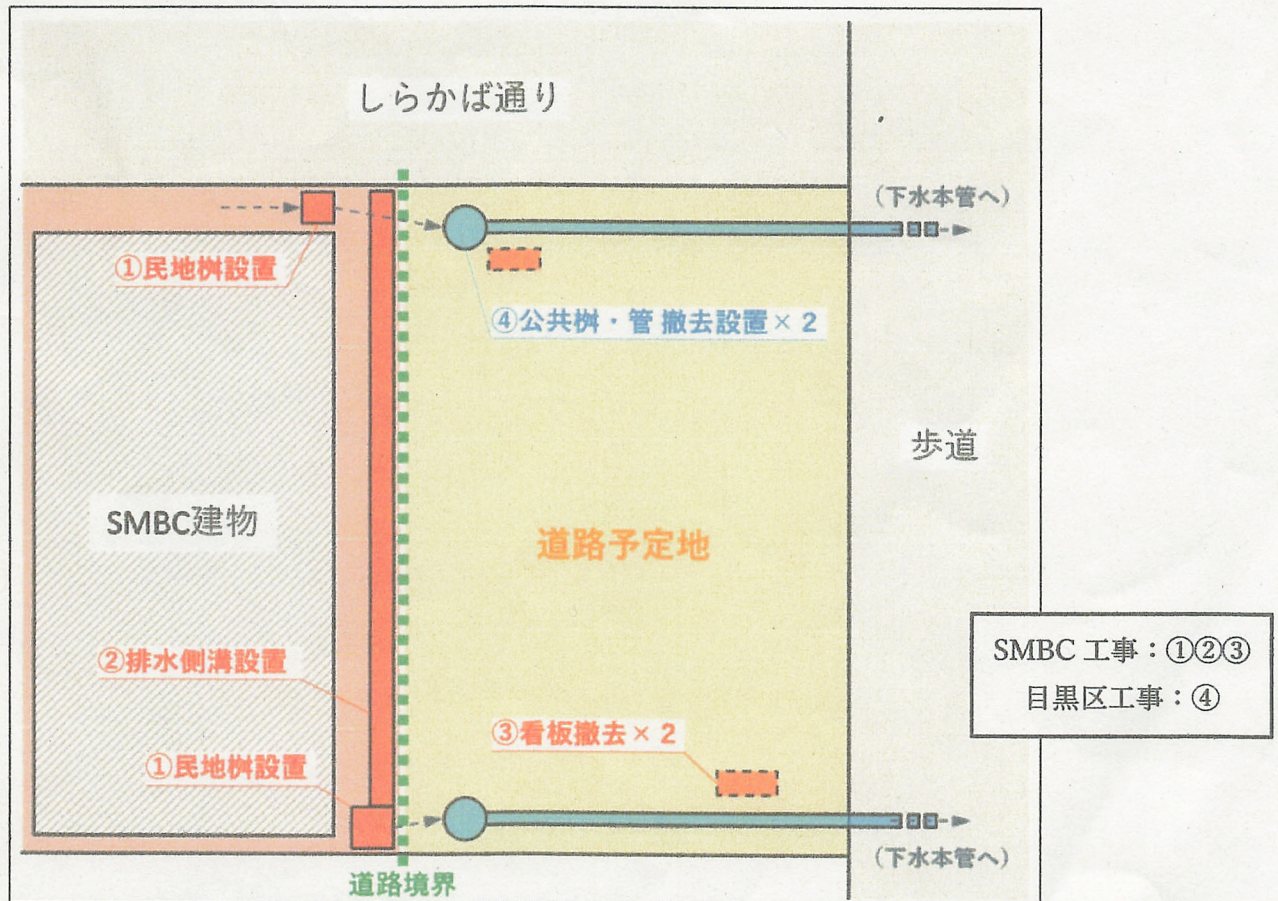 しらかば通り
(下水本管へ)
①民地桝設置
④公共桝・管 撤去設置×2
歩道
SMBC建物
道路予定地
②排水側溝設置
SMBC 工事：①②③
目黒区工事：④
③看板撤去×2
①民地桝設置
(下水本管へ)
道路境界